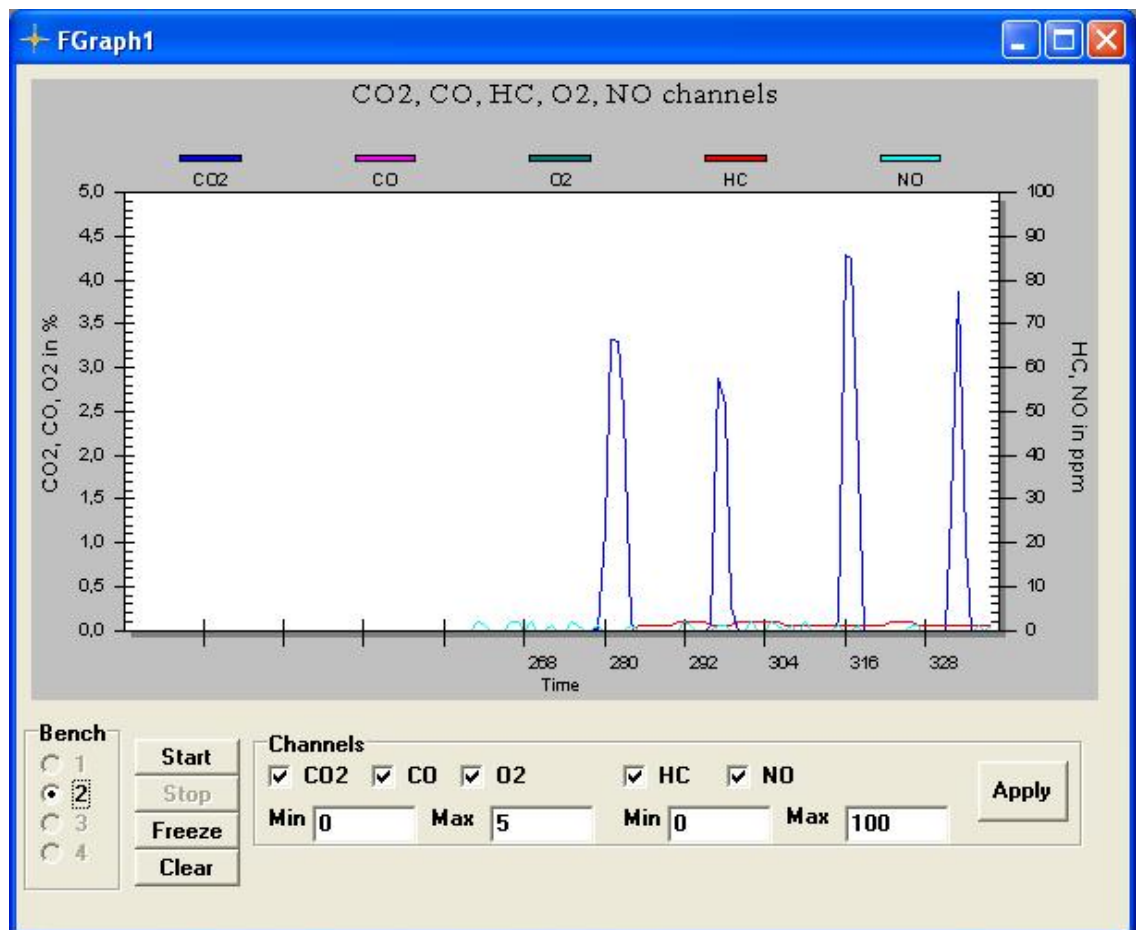 FGraph1
CO2, CO, HC, O2, NO channels
CO2 CO O2 HC NO
5,0 100
4,5 90
4,0 80
3,5 70
3,0 60
2,5 50
2,0 40
1,5 30
1,0 20
0,5 10
0,0 0
CO2, CO, O2 in %
HC, NO in ppm
268 280 292 304 316 328
Time
Bench
1
2
3
4
Start
Stop
Freeze
Clear
Channels
CO2 CO O2 HC NO
Min 0 Max 5 Min 0 Max 100
Apply